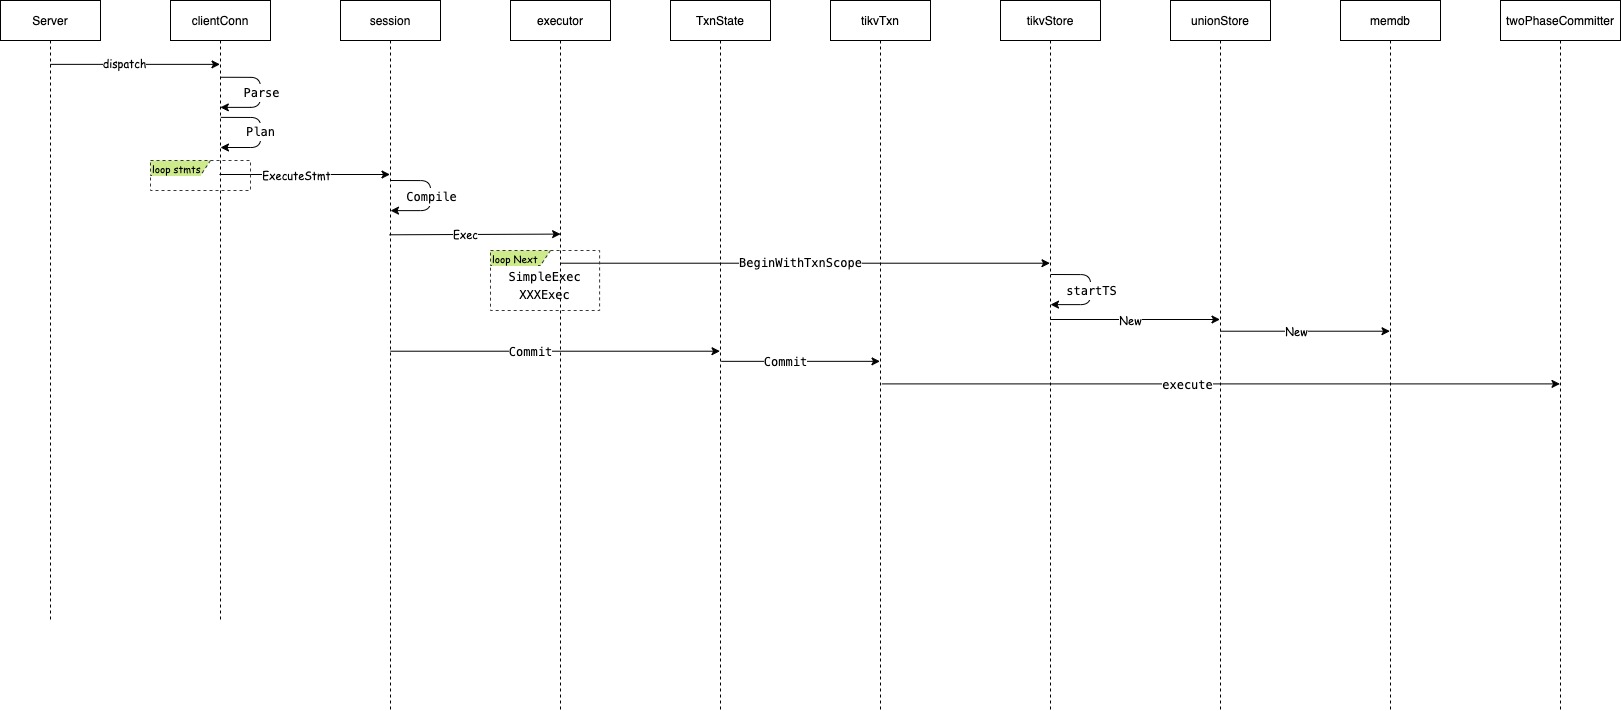 Server
clientConn
session
executor
TxnState
tikvTxn
tikvStore
unionStore
memdb
twoPhaseCommitter
dispatch
Parse
Plan
loop stmts
ExecuteStmt
Compile
Exec
loop Next
BeginWithTxnScope
SimpleExec
XXXExec
startTS
New
New
Commit
Commit
execute